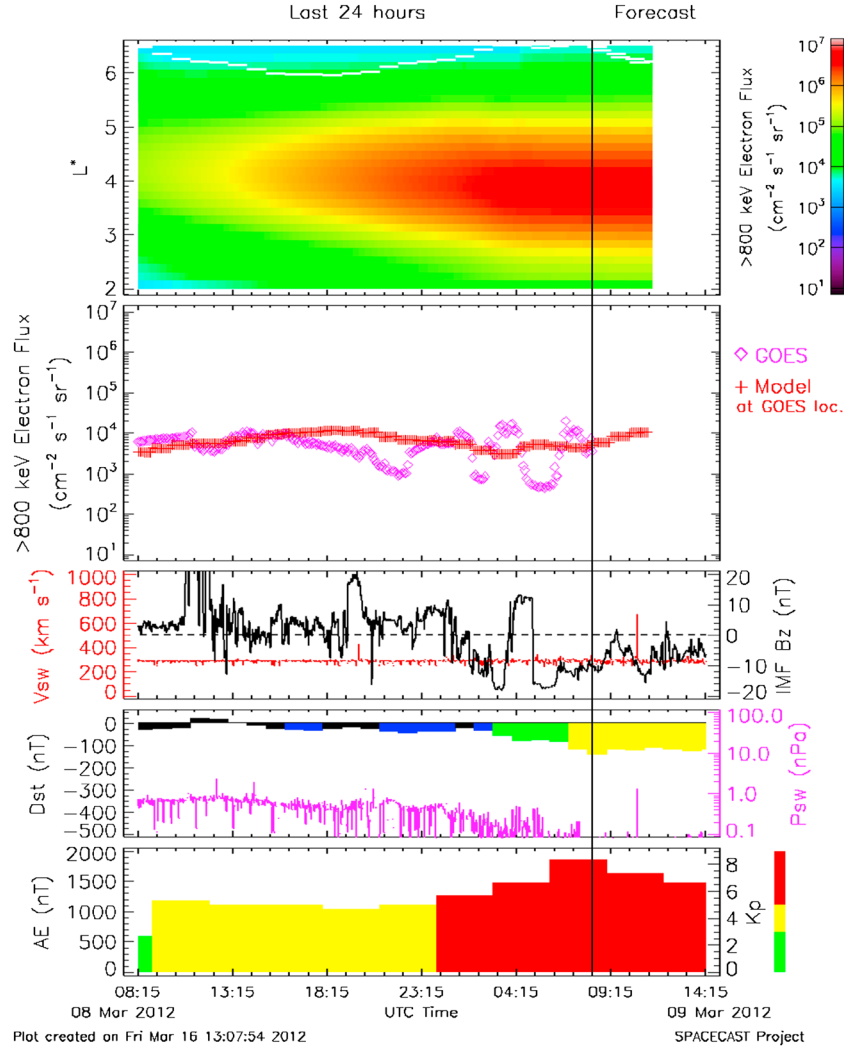 Last 24 hours Forecast
6
5
4
3
2
L*
10^7
10^6
10^5
10^4
10^3
10^2
10^1
>800 keV Electron Flux
(cm^-2 s^-1 sr^-1)
10^7
10^6
10^5
10^4
10^3
10^2
10^1
>800 keV Electron Flux
(cm^-2 s^-1 sr^-1)
GOES
Model
at GOES loc.
1000
800
600
400
200
0
Vsw (km s^-1)
20
10
0
-10
-20
IMF Bz (nT)
0
-100
-200
-300
-400
-500
Dst (nT)
100.0
10.0
1.0
0.1
Psw (nPa)
2000
1500
1000
500
0
AE (nT)
8
6
4
2
0
Kp
08:15 13:15 18:15 23:15 04:15 09:15 14:15
08 Mar 2012 UTC Time 09 Mar 2012
Plot created on Fri Mar 16 13:07:54 2012 SPACECAST Project